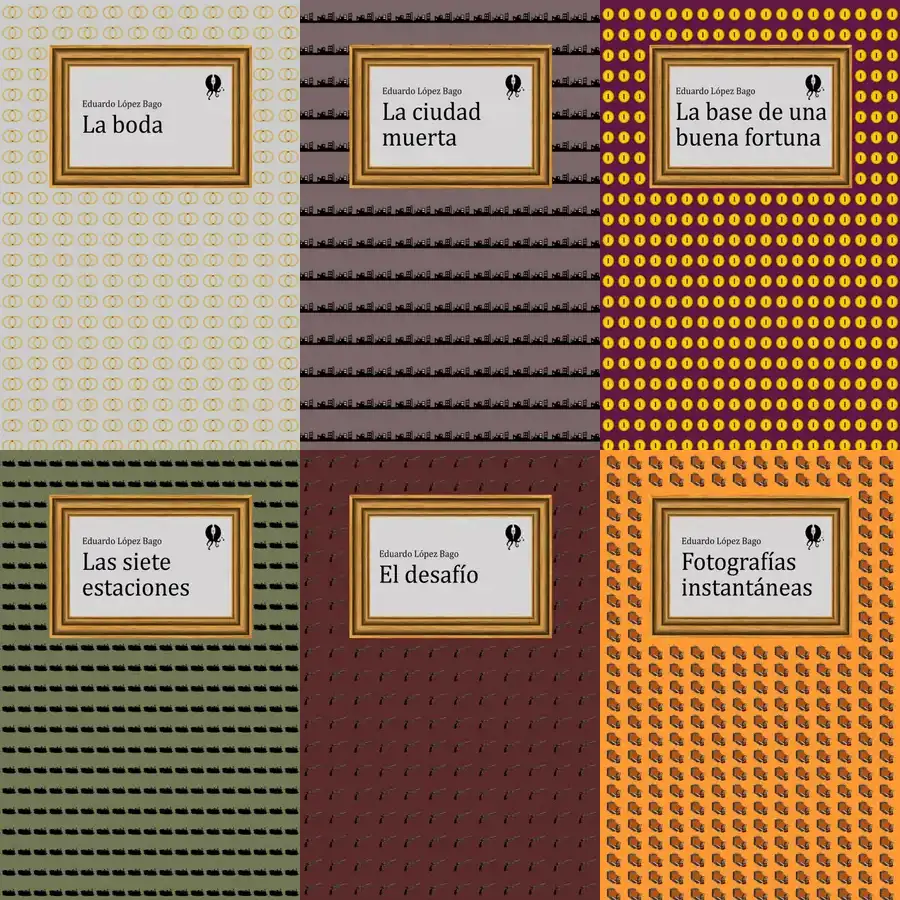 Eduardo López Bago
La boda
Eduardo López Bago
La ciudad
muerta
Eduardo López Bago
La base de una
buena fortuna
Eduardo López Bago
Las siete
estaciones
Eduardo López Bago
El desafío
Eduardo López Bago
Fotografías
instantáneas